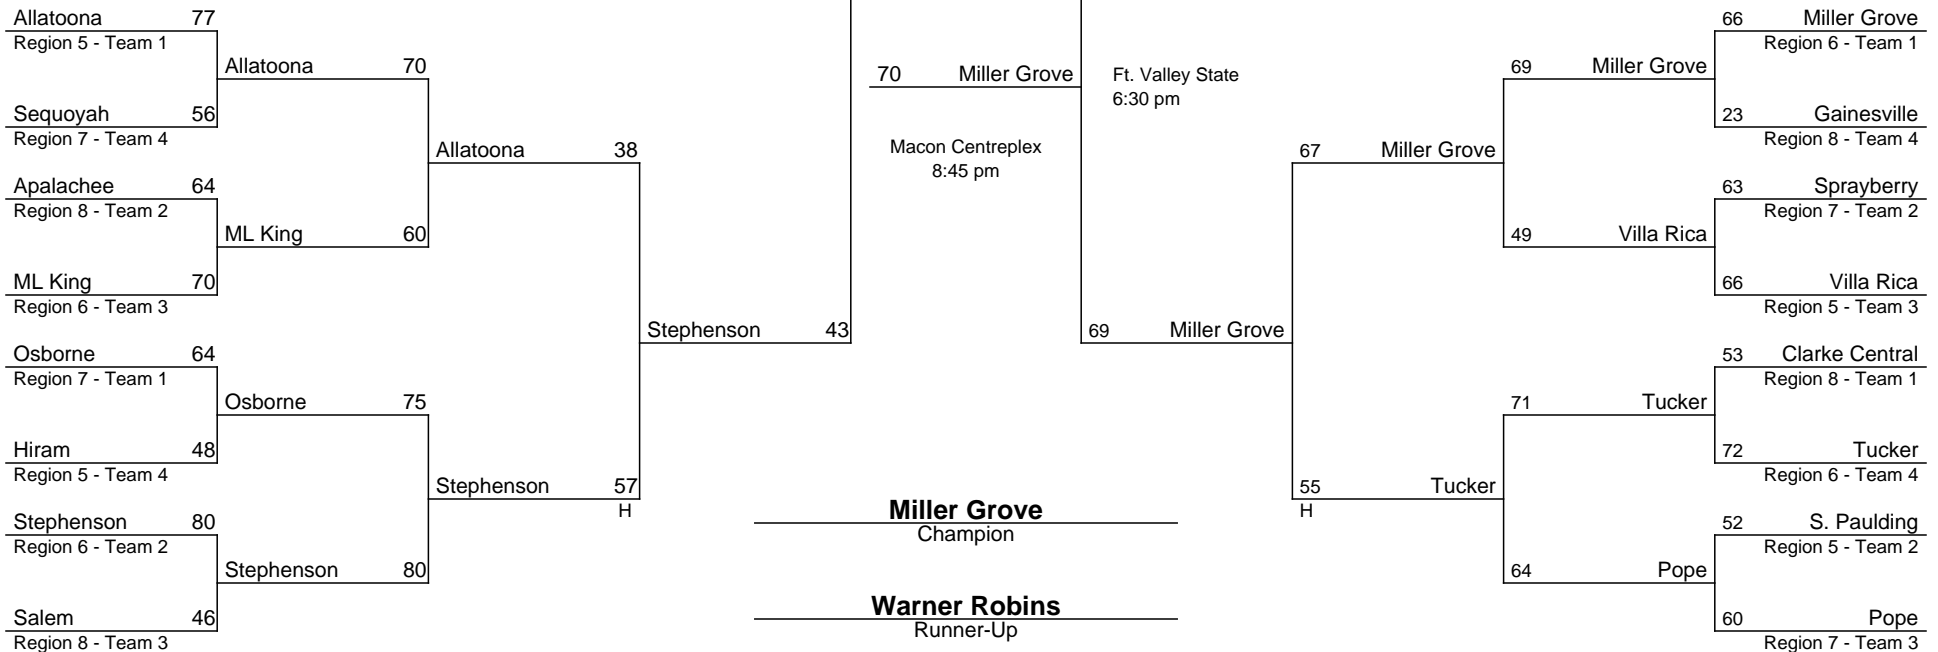 Allatoona 77
Region 5 - Team 1
Allatoona 70
Sequoyah 56
Region 7 - Team 4
Allatoona 38
Apalachee 64
Region 8 - Team 2
ML King 60
ML King 70
Region 6 - Team 3
Stephenson 43
Osborne 64
Region 7 - Team 1
Osborne 75
Hiram 48
Region 5 - Team 4
Stephenson 57
H
Stephenson 80
Region 6 - Team 2
Stephenson 80
Salem 46
Region 8 - Team 3
70 Miller Grove
Macon Centreplex
8:45 pm
Ft. Valley State
6:30 pm
69 Miller Grove
Miller Grove
Champion
Warner Robins
Runner-Up
66 Miller Grove
Region 6 - Team 1
69 Miller Grove
23 Gainesville
Region 8 - Team 4
67 Miller Grove
63 Sprayberry
Region 7 - Team 2
49 Villa Rica
66 Villa Rica
Region 5 - Team 3
53 Clarke Central
Region 8 - Team 1
71 Tucker
72 Tucker
Region 6 - Team 4
55 Tucker
H
52 S. Paulding
Region 5 - Team 2
64 Pope
60 Pope
Region 7 - Team 3